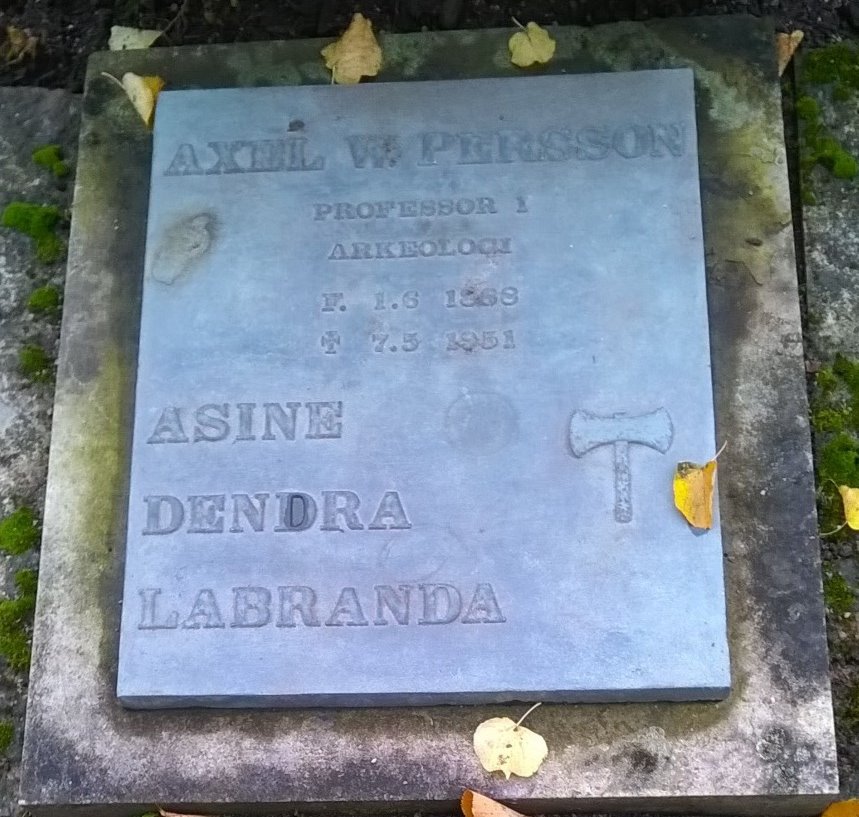 AXEL W. PERSSON
PROFESSOR I
ARKEOLOGI
F. 1.6 1888
✝ 7.5 1951
ASINE
DENDRA
LABRANDA